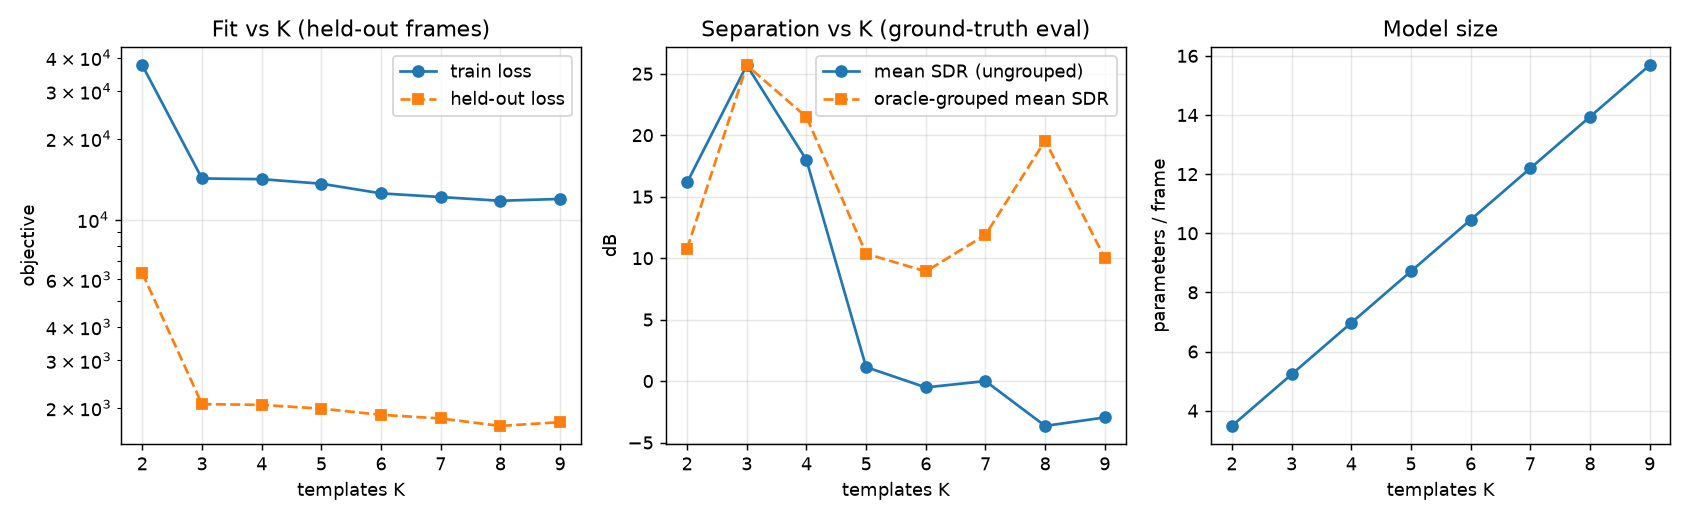 Fit vs K (held-out frames)
train loss
held-out loss
4 × 10⁴
3 × 10⁴
2 × 10⁴
10⁴
6 × 10³
4 × 10³
3 × 10³
2 × 10³
objective
2 3 4 5 6 7 8 9
templates K
Separation vs K (ground-truth eval)
mean SDR (ungrouped)
oracle-grouped mean SDR
25
20
15
10
5
0
−5
dB
2 3 4 5 6 7 8 9
templates K
Model size
16
14
12
10
8
6
4
parameters / frame
2 3 4 5 6 7 8 9
templates K